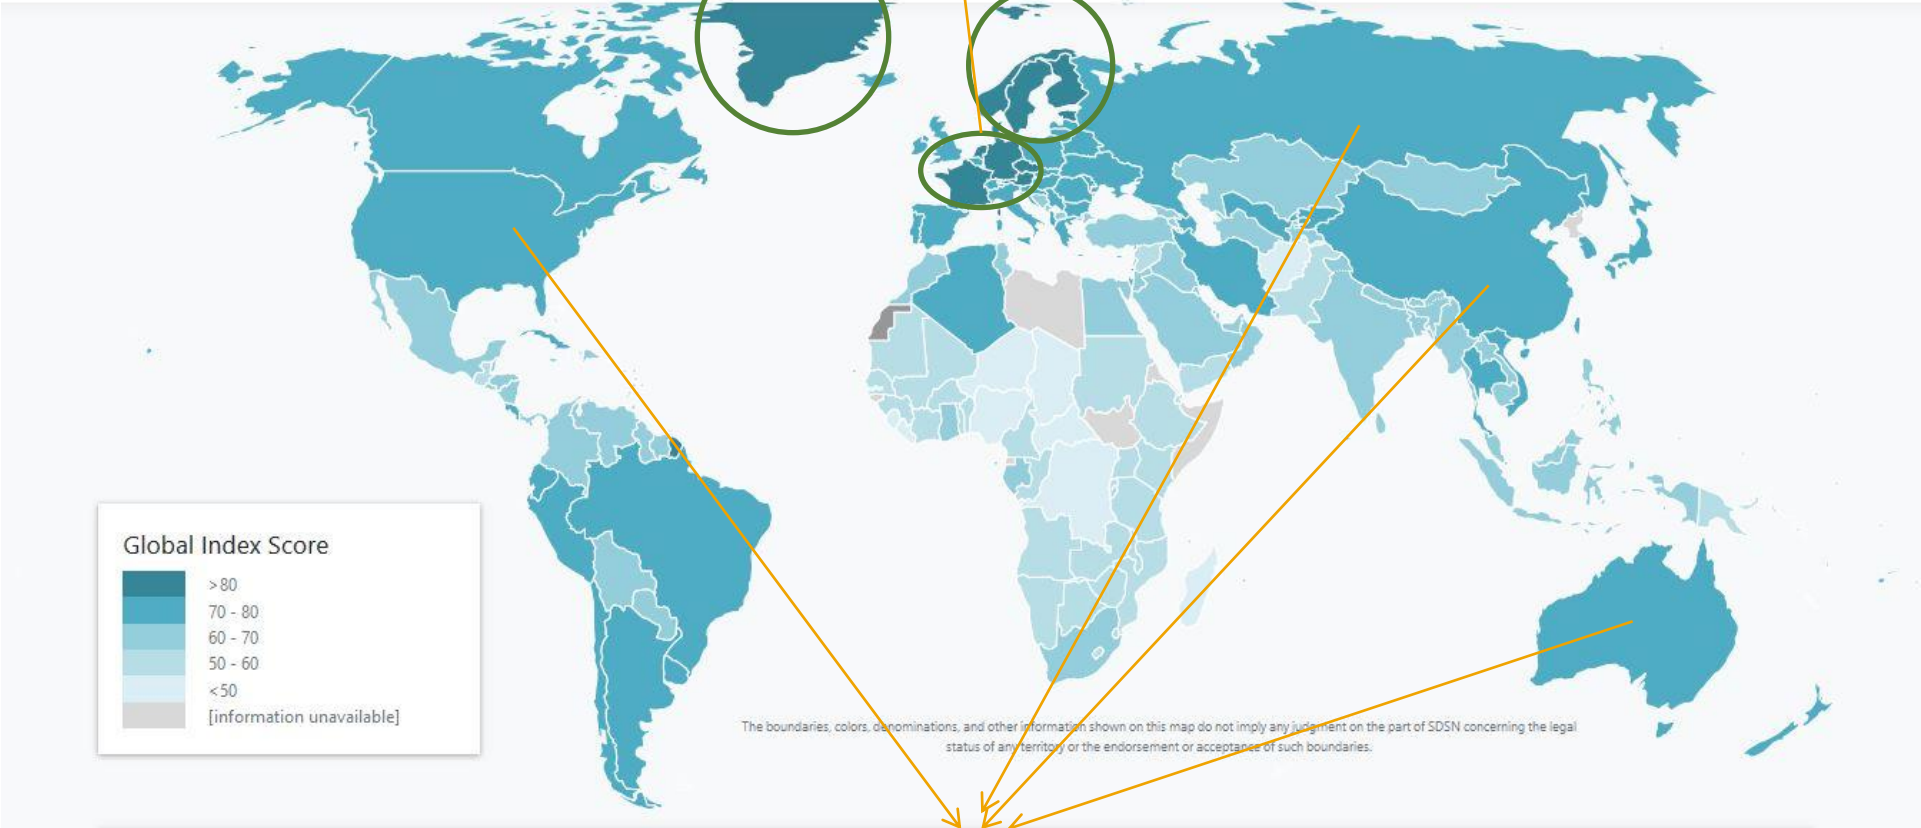 Global Index Score
>80
70 - 80
60 - 70
50 - 60
<50
[information unavailable]
The boundaries, colors, denominations, and other information shown on this map do not imply any judgment on the part of SDSN concerning the legal
status of any territory or the endorsement or acceptance of such boundaries.